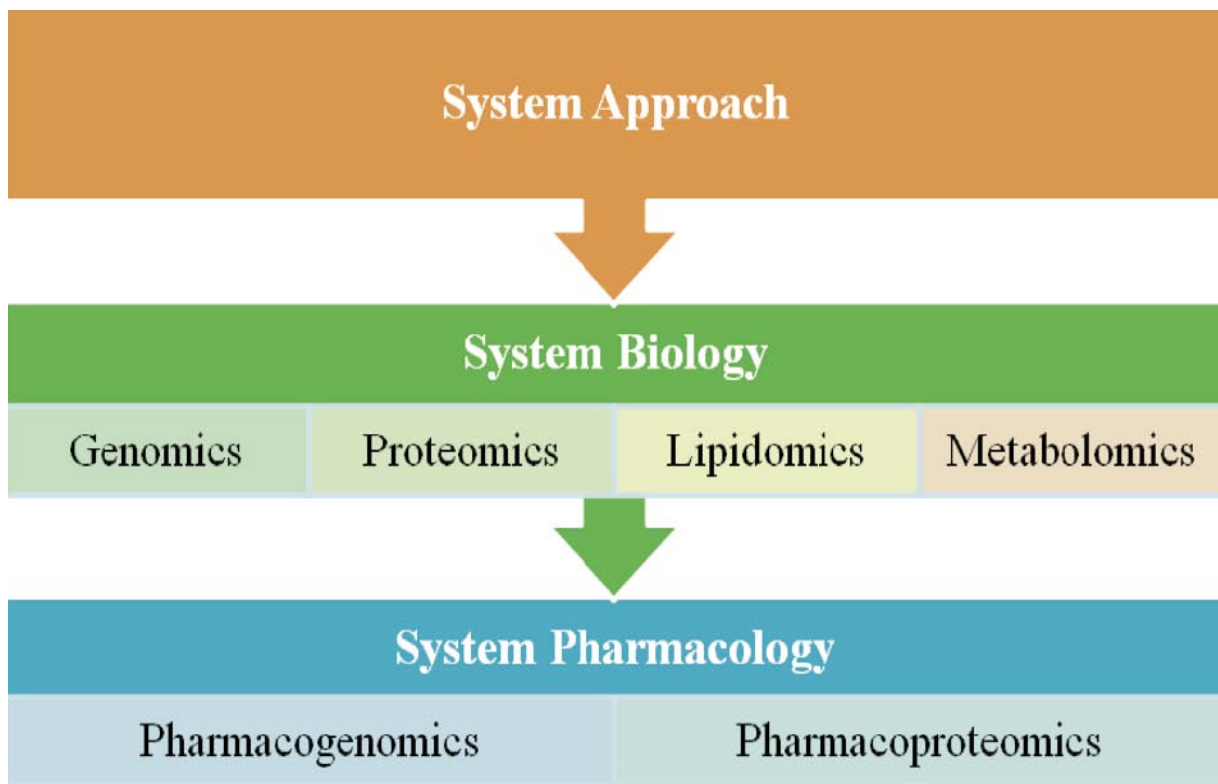 System Approach
System Biology
Genomics Proteomics Lipidomics Metabolomics
System Pharmacology
Pharmacogenomics Pharmacoproteomics